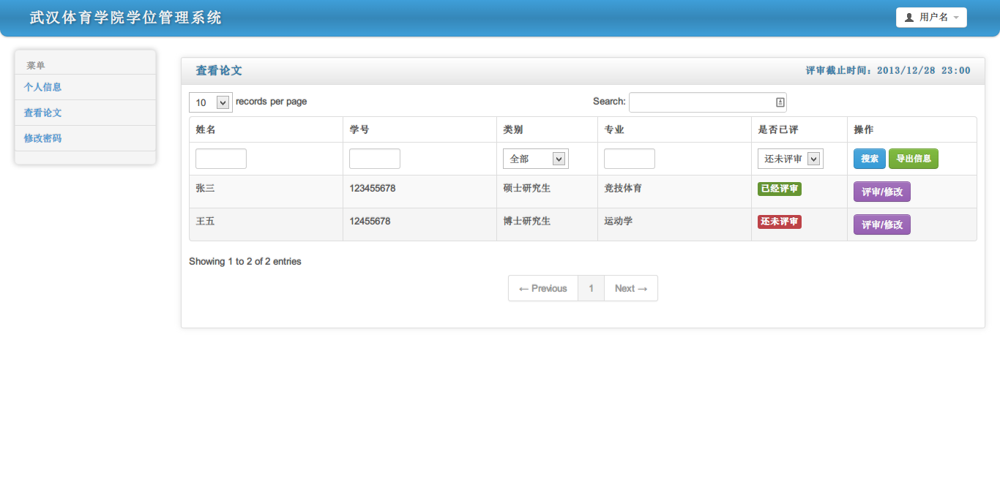 武汉体育学院学位管理系统
用户名
菜单
个人信息
查看论文
修改密码
查看论文 评审截止时间：2013/12/28 23:00
10 records per page Search:
姓名 学号 类别 专业 是否已评 操作
全部 还未评审 搜索 导出信息
张三 123455678 硕士研究生 竞技体育 已经评审 评审/修改
王五 12455678 博士研究生 运动学 还未评审 评审/修改
Showing 1 to 2 of 2 entries
← Previous 1 Next →